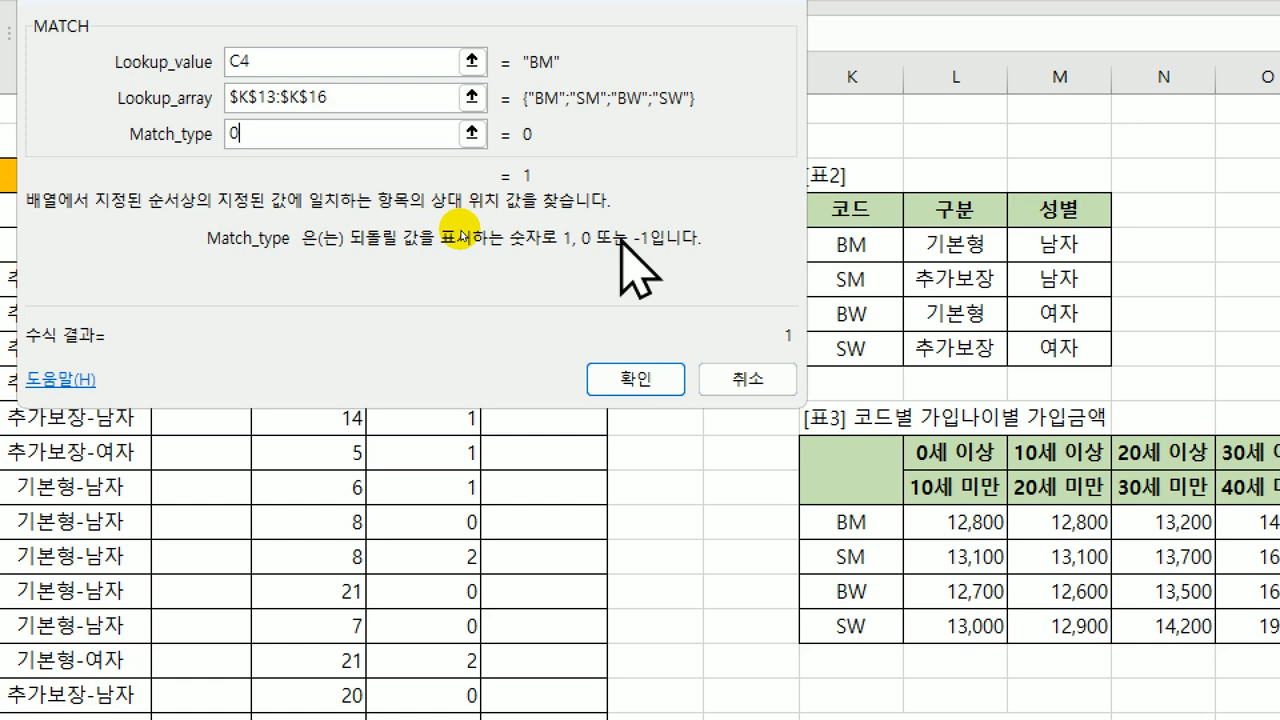 MATCH
Lookup_value C4 = "BM"
Lookup_array $K$13:$K$16 = {"BM";"SM";"BW";"SW"}
Match_type 0 = 0
= 1
배열에서 지정된 순서상의 지정된 값에 일치하는 항목의 상대 위치 값을 찾습니다.
Match_type 은(는) 되돌릴 값을 표시하는 숫자로 1, 0 또는 -1입니다.
수식 결과= 1
도움말(H) 확인 취소
K L M N O
[표2]
코드 구분 성별
BM 기본형 남자
SM 추가보장 남자
BW 기본형 여자
SW 추가보장 여자
[표3] 코드별 가입나이별 가입금액
0세 이상 10세 이상 20세 이상 30세
10세 미만 20세 미만 30세 미만 40세
BM 12,800 12,800 13,200 14
SM 13,100 13,100 13,700 16
BW 12,700 12,600 13,500 16
SW 13,000 12,900 14,200 19
추가보장-남자 14 1
추가보장-여자 5 1
기본형-남자 6 1
기본형-남자 8 0
기본형-남자 8 2
기본형-남자 21 0
기본형-남자 7 0
기본형-여자 21 2
추가보장-남자 20 0